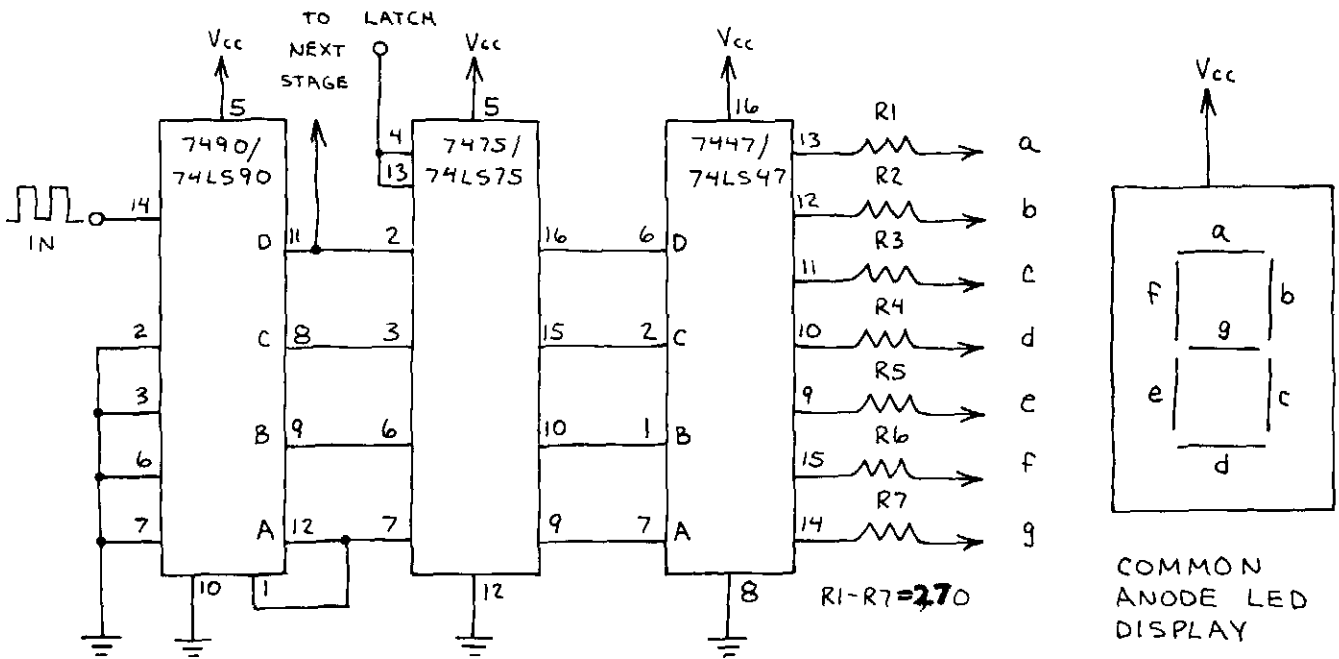 TO LATCH
NEXT
STAGE
Vcc
Vcc
Vcc
Vcc
5
5
16
7490/
74LS90
7475/
74LS75
7447/
74LS47
4
13
14
IN
D
11
2
16
6
D
2
C
8
3
15
2
C
3
B
9
6
10
1
B
6
7
A
12
7
9
7
A
10
1
12
8
13
R1
a
12
R2
b
11
R3
c
10
R4
d
9
R5
e
15
R6
f
14
R7
g
R1-R7=270
a
f
b
g
e
c
d
COMMON
ANODE LED
DISPLAY